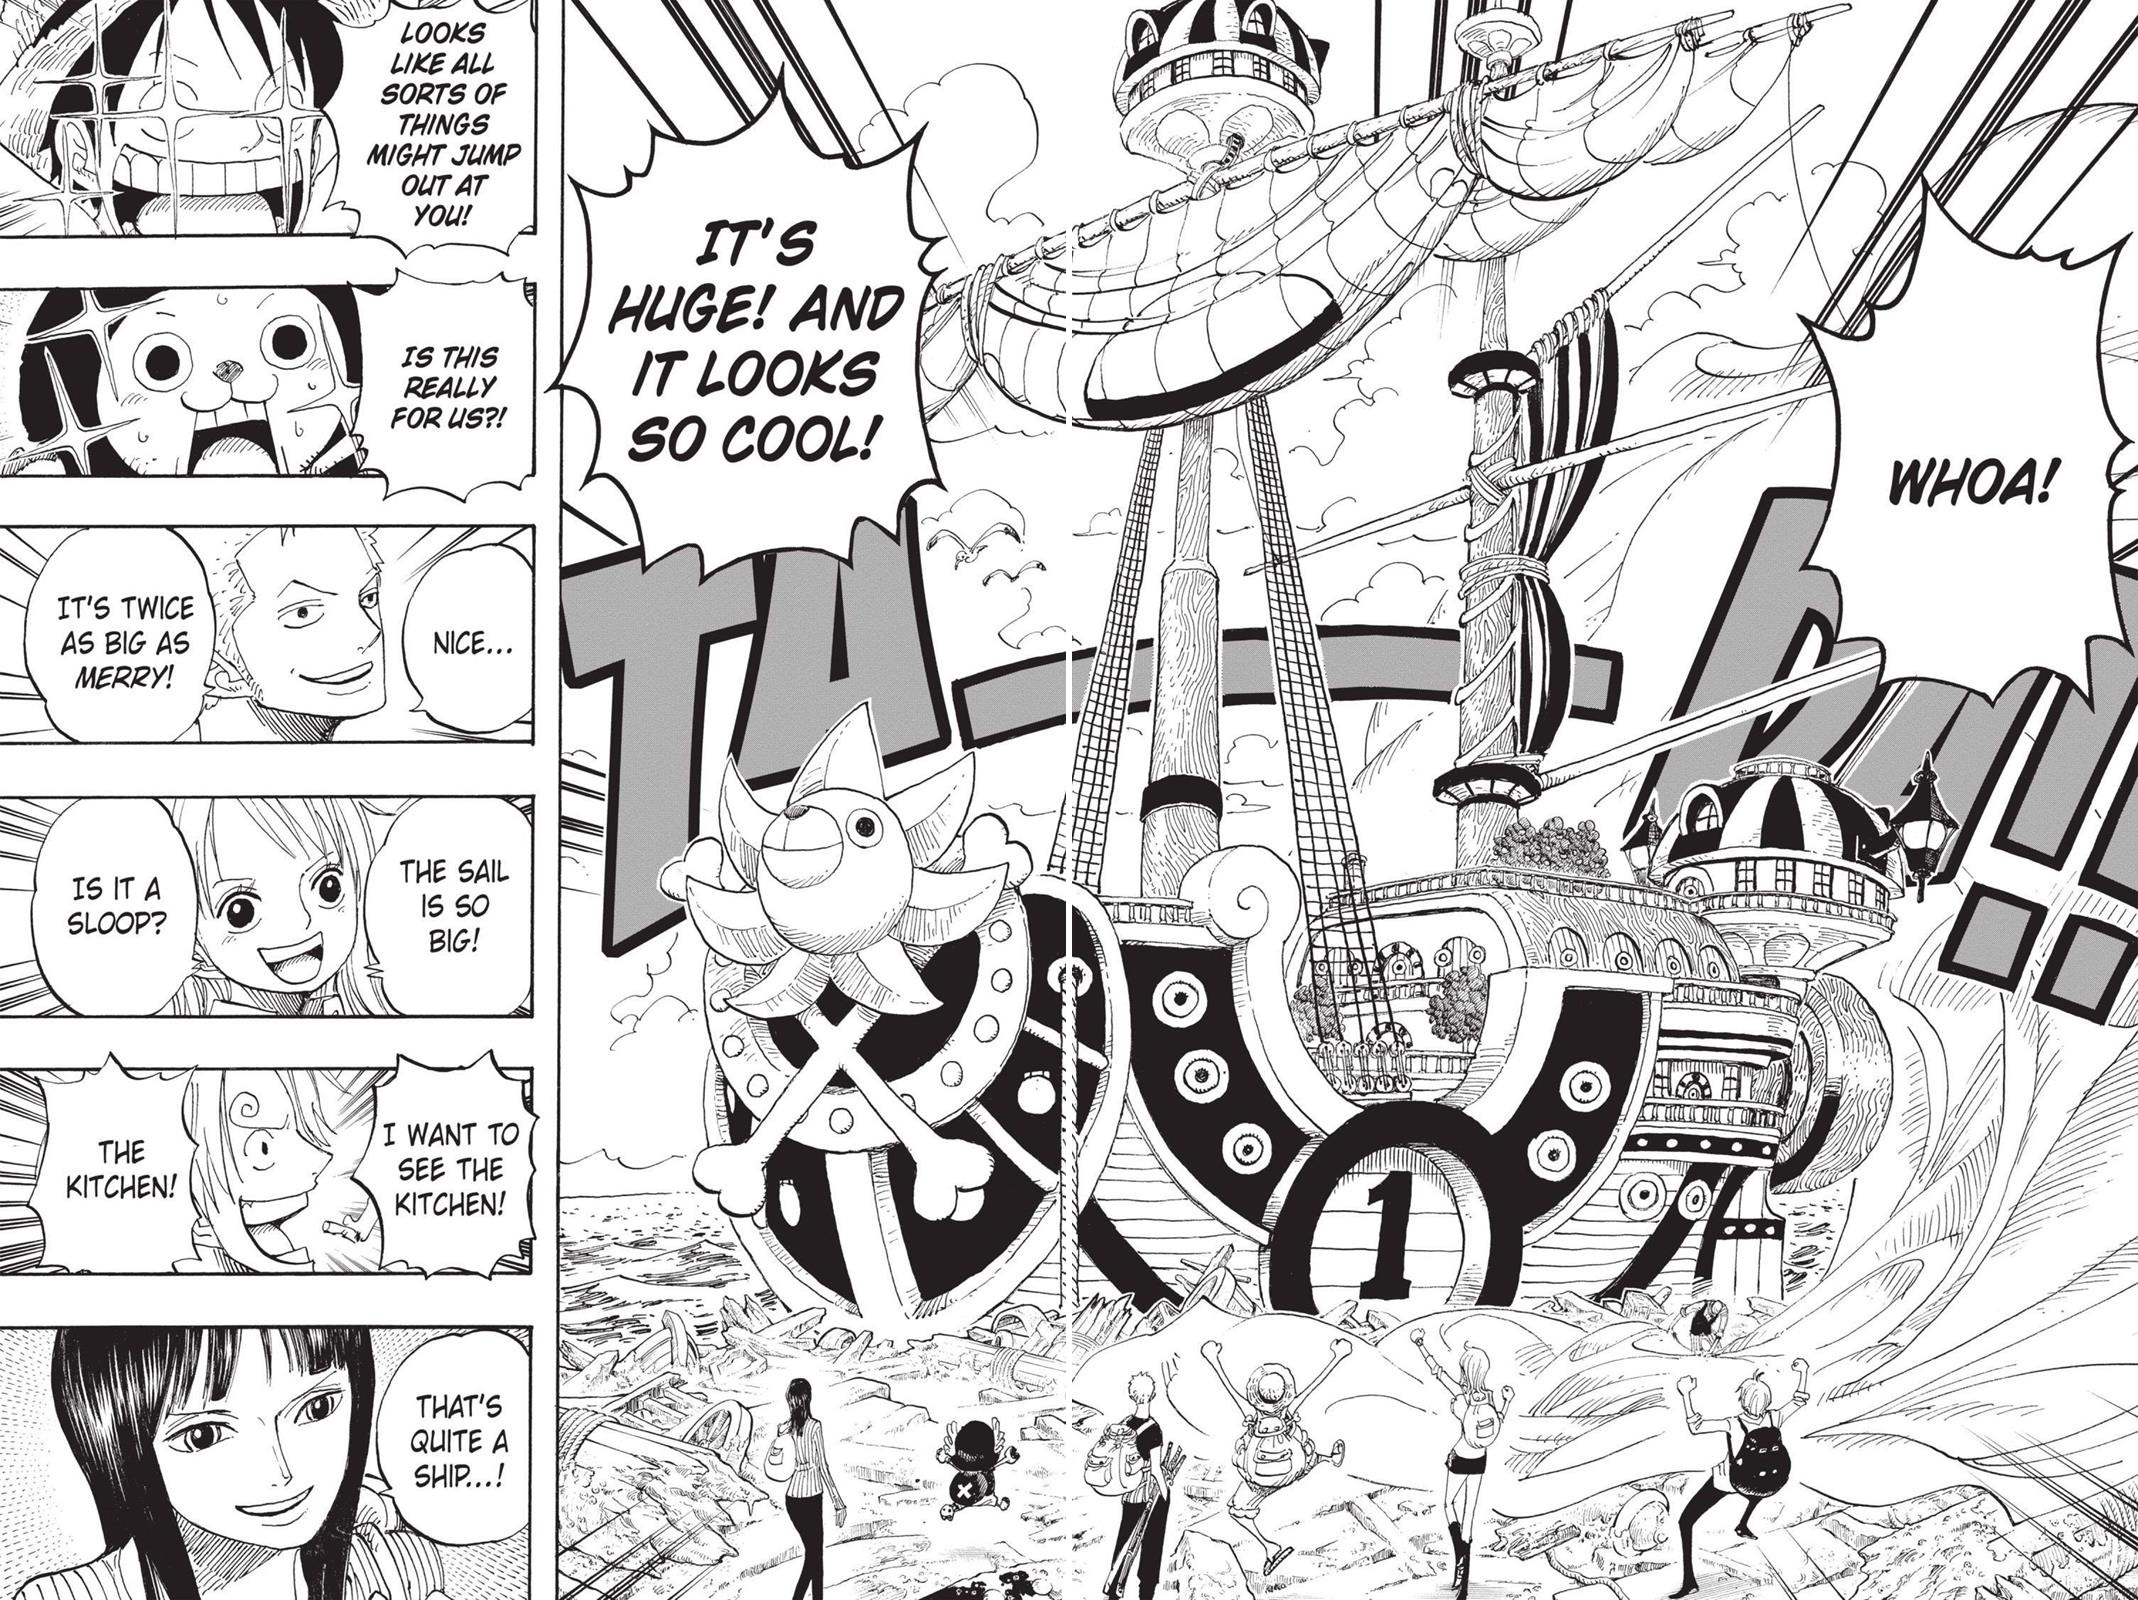 WHOA!
IT'S
HUGE! AND
IT LOOKS
SO COOL!
TA
DA!!
1
LOOKS
LIKE ALL
SORTS OF
THINGS
MIGHT JUMP
OUT AT
YOU!
IS THIS
REALLY
FOR US?!
NICE...
IT'S TWICE
AS BIG AS
MERRY!
THE SAIL
IS SO
BIG!
IS IT A
SLOOP?
I WANT TO
SEE THE
KITCHEN!
THE
KITCHEN!
THAT'S
QUITE A
SHIP...!